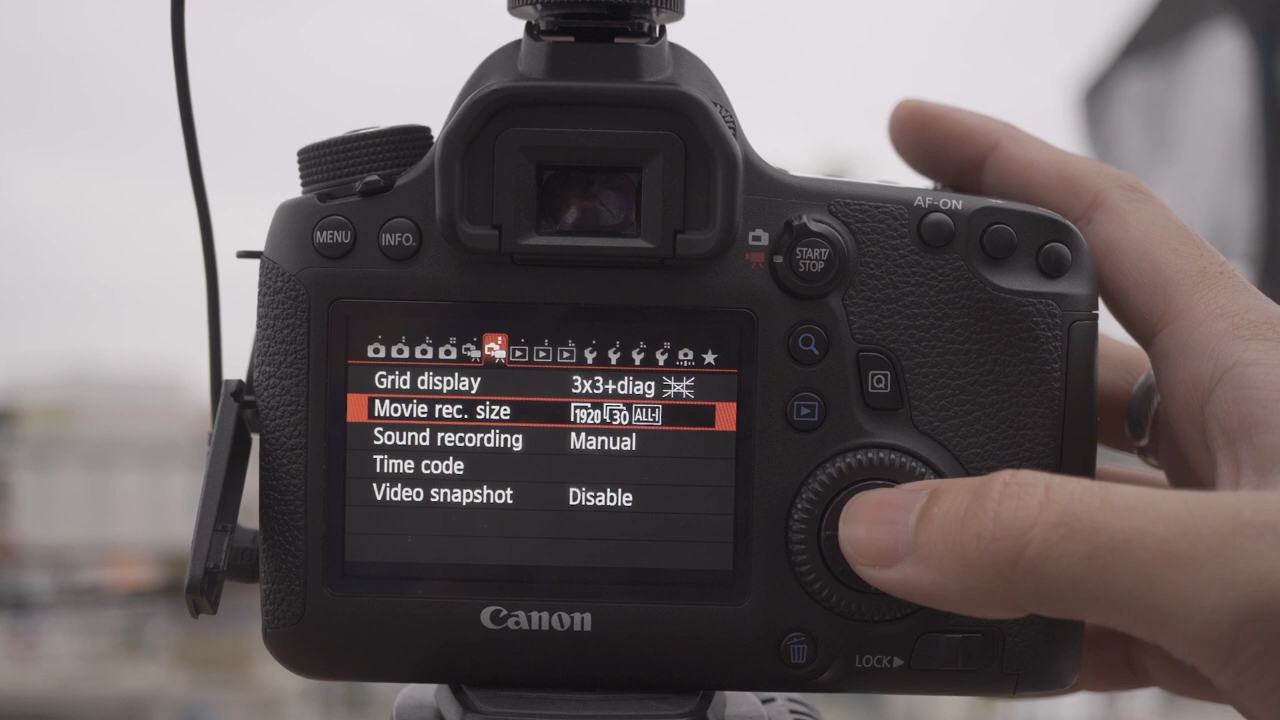 AF-ON
MENU
INFO.
START/
STOP
Grid display 3x3+diag
Movie rec. size 1920 30 ALL-I
Sound recording Manual
Time code
Video snapshot Disable
Q
Canon
LOCK▶